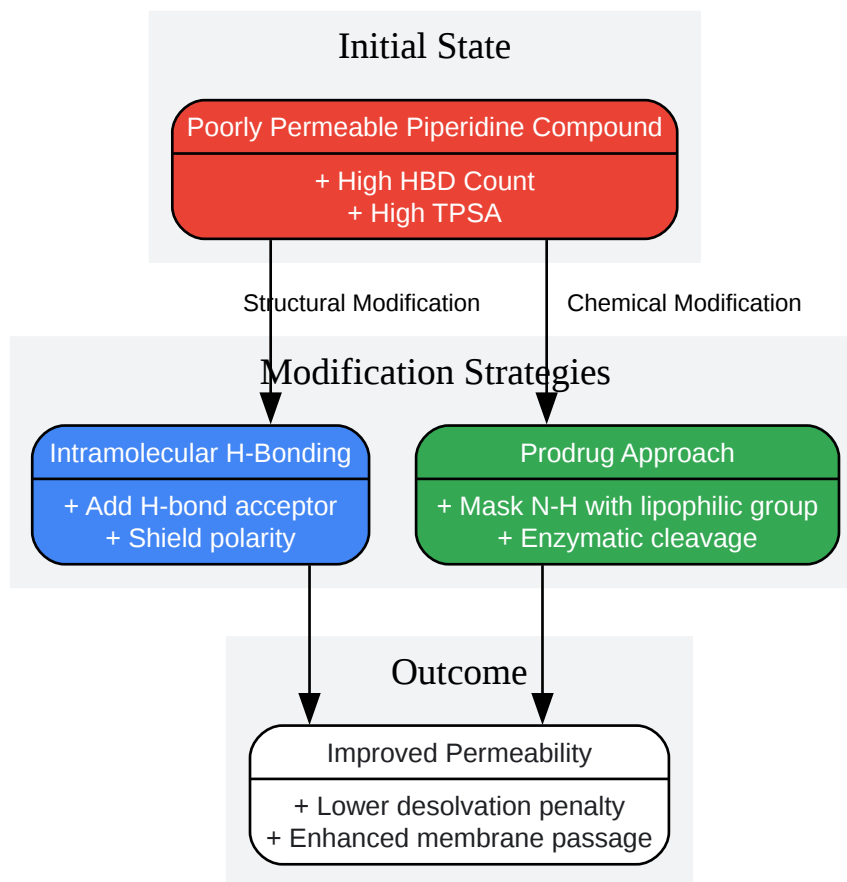 Initial State
Poorly Permeable Piperidine Compound
+ High HBD Count
+ High TPSA
Structural Modification
Chemical Modification
Modification Strategies
Intramolecular H-Bonding
+ Add H-bond acceptor
+ Shield polarity
Prodrug Approach
+ Mask N-H with lipophilic group
+ Enzymatic cleavage
Outcome
Improved Permeability
+ Lower desolvation penalty
+ Enhanced membrane passage